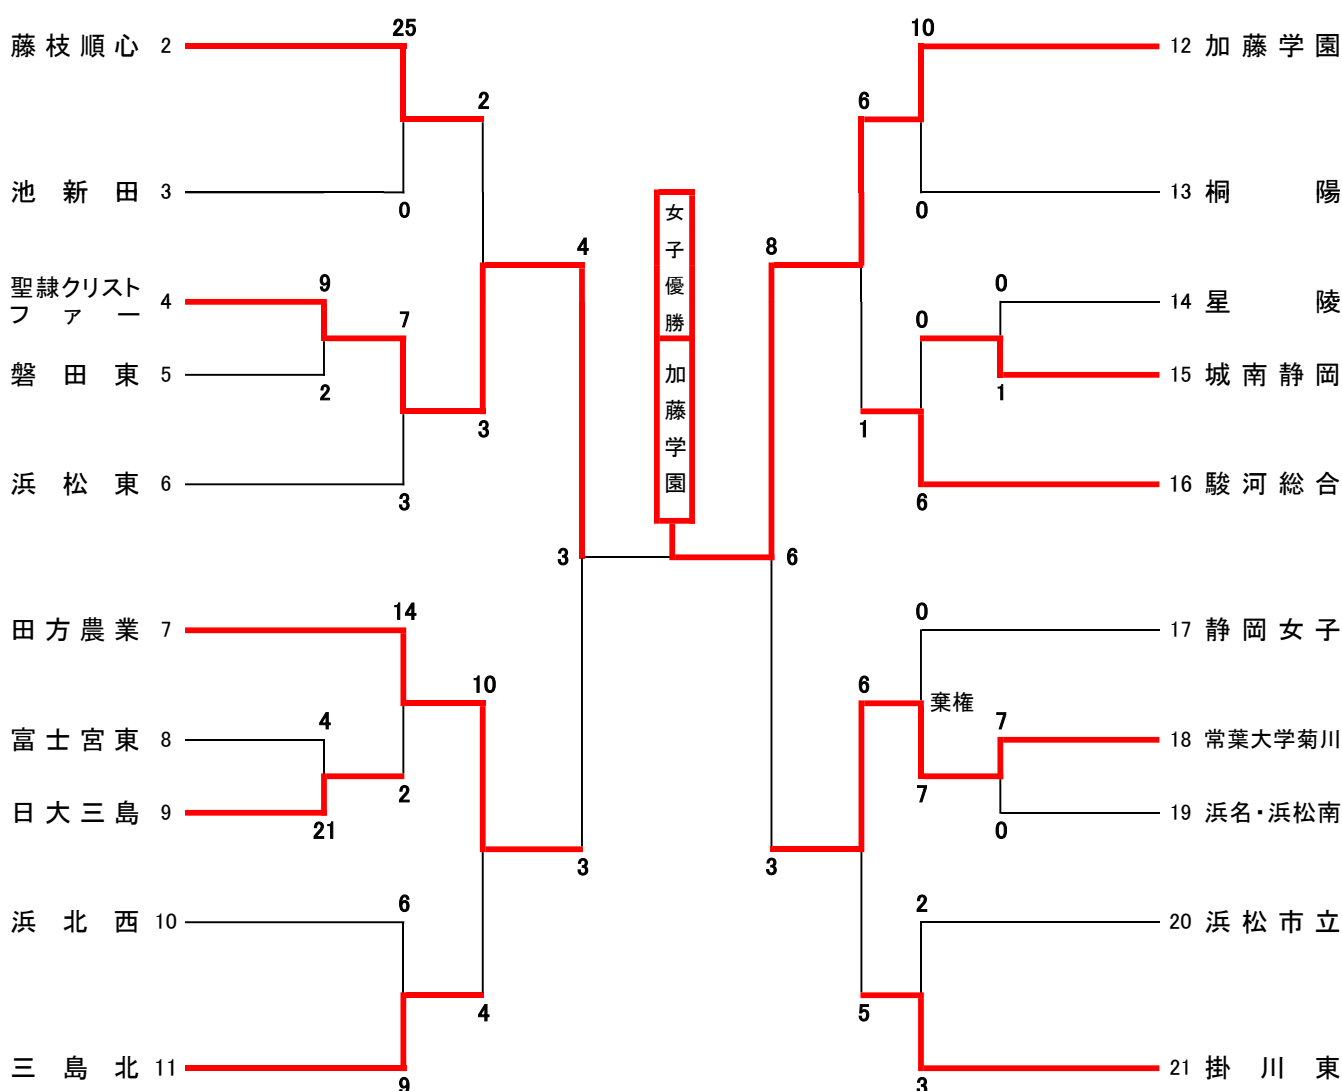 25
10
藤枝順心 2
12 加藤学園
2
6
池新田 3
13 桐陽
0
0
女子優勝
加藤学園
4
8
聖隷クリスト
ファー
4
9
0
14 星陵
7
0
磐田東 5
15 城南静岡
2
1
3
1
浜松東 6
16 駿河総合
3
6
3
6
14
0
田方農業 7
17 静岡女子
10
6
棄権
4
7
富士宮東 8
18 常葉大学菊川
2
7
日大三島 9
19 浜名・浜松南
21
0
3
3
6
2
浜北西 10
20 浜松市立
4
5
三島北 11
21 掛川東
9
3